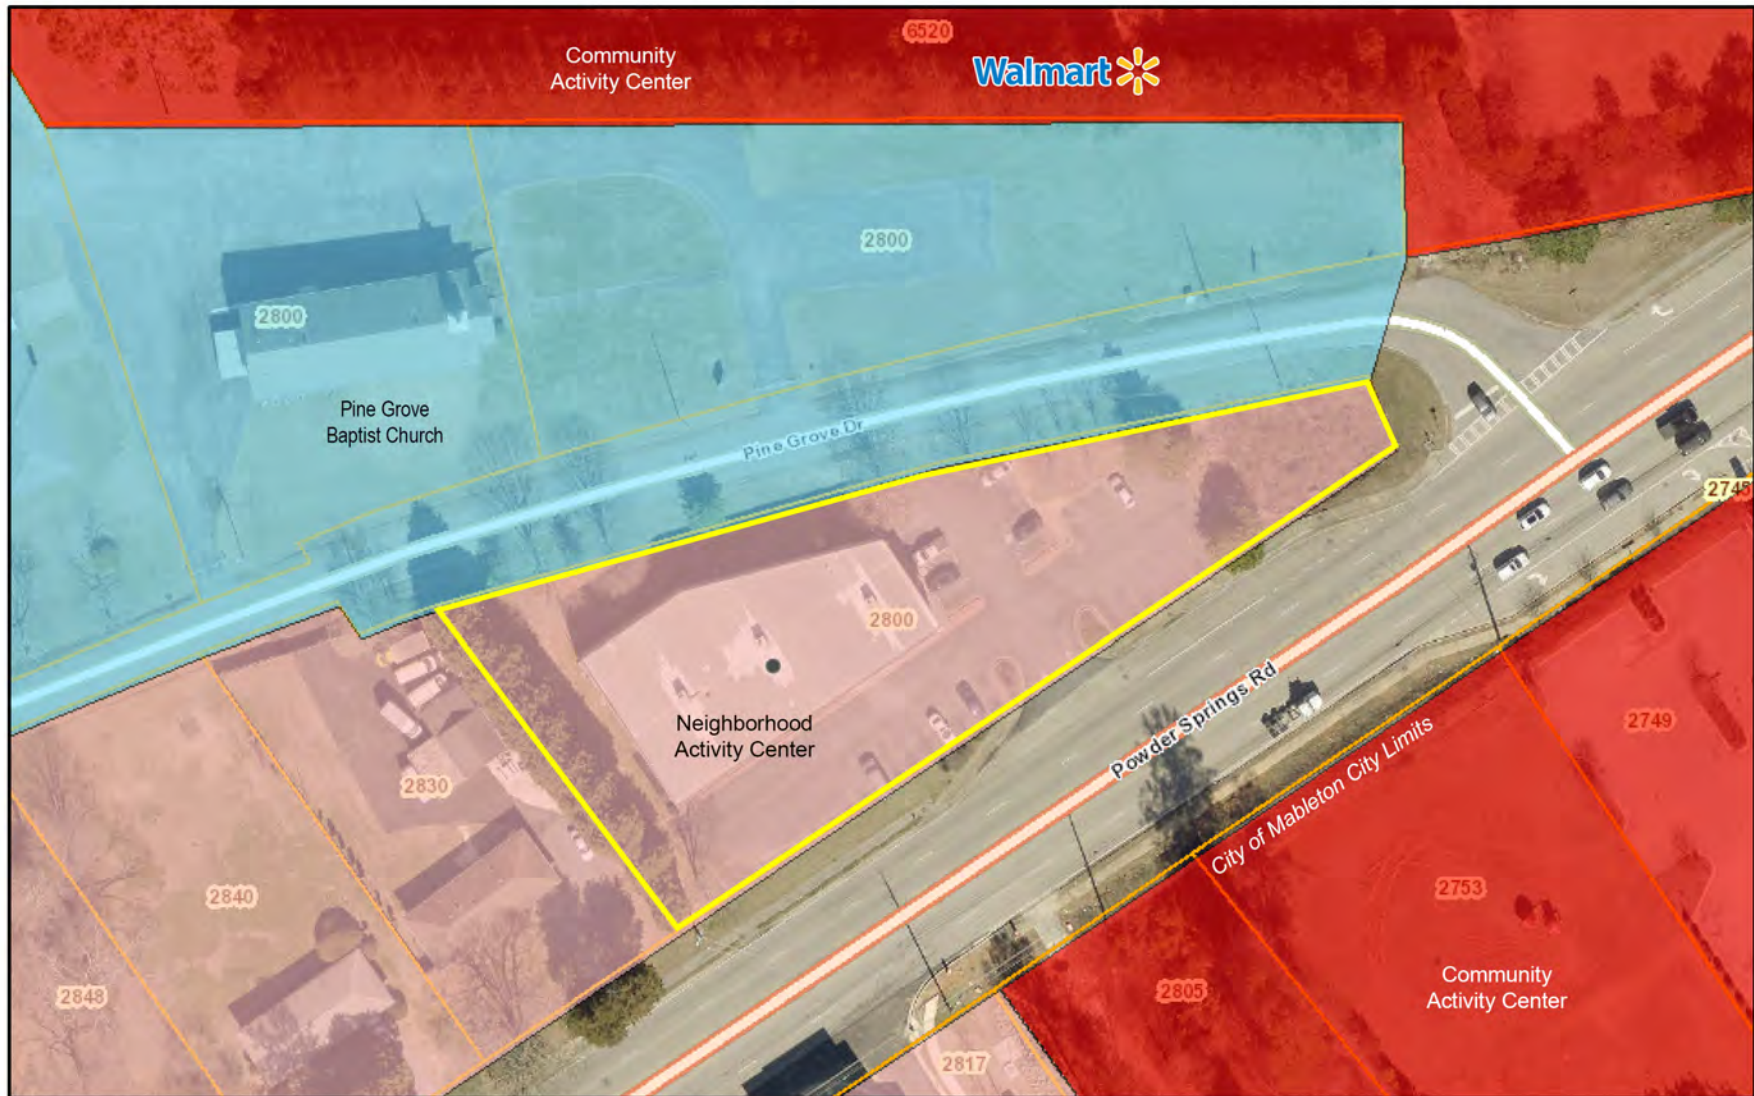 6520
Community
Activity Center
Walmart
2800
2800
Pine Grove
Baptist Church
Pine Grove Dr
2745
2800
Neighborhood
Activity Center
Powder Springs Rd
2749
City of Mableton City Limits
2830
2840
2753
2848
Community
Activity Center
2805
2817